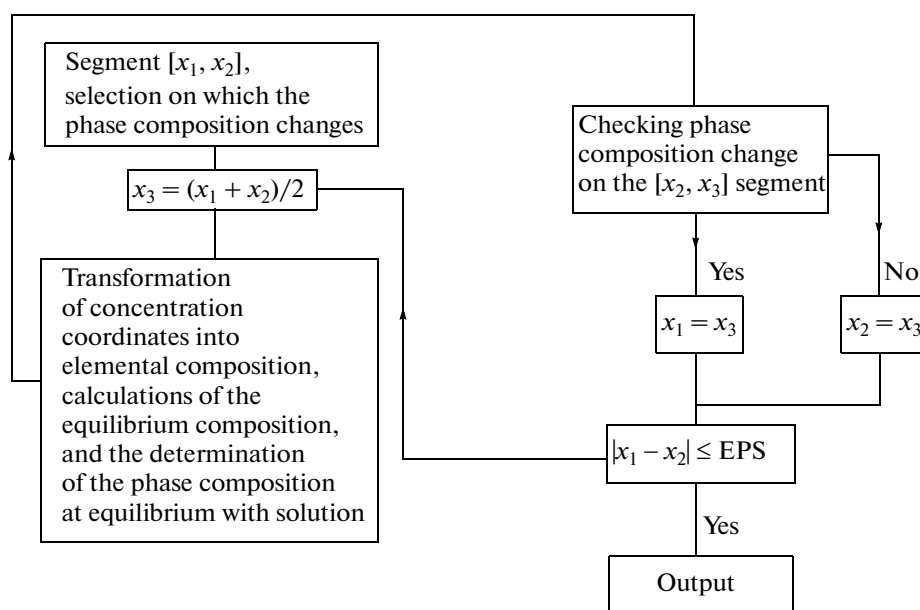 Segment [x₁, x₂],
selection on which the
phase composition changes
x₃ = (x₁ + x₂)/2
Transformation
of concentration
coordinates into
elemental composition,
calculations of the
equilibrium composition,
and the determination
of the phase composition
at equilibrium with solution
Checking phase
composition change
on the [x₂, x₃] segment
Yes
No
x₁ = x₃
x₂ = x₃
|x₁ − x₂| ≤ EPS
Yes
Output